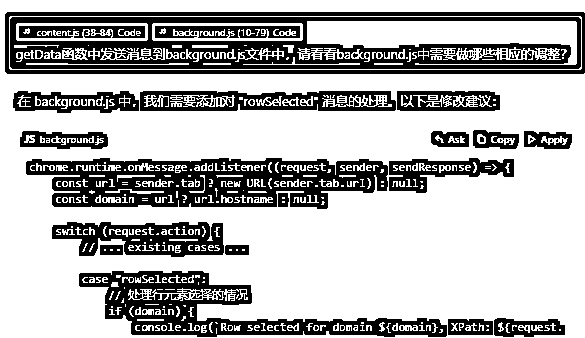 content.js (38-84) Code background.js (10-79) Code
getData函数中发送消息到background.js文件中，请看看background.js中需要做哪些相应的调整?
在 background.js 中，我们需要添加对 "rowSelected" 消息的处理。以下是修改建议：
JS background.js Ask Copy Apply
chrome.runtime.onMessage.addListener((request, sender, sendResponse) => {
const url = sender.tab ? new URL(sender.tab.url) : null;
const domain = url ? url.hostname : null;
switch (request.action) {
// ... existing cases ...
case "rowSelected":
// 处理行元素选择的情况
if (domain) {
console.log(`Row selected for domain ${domain}, XPath: ${request.